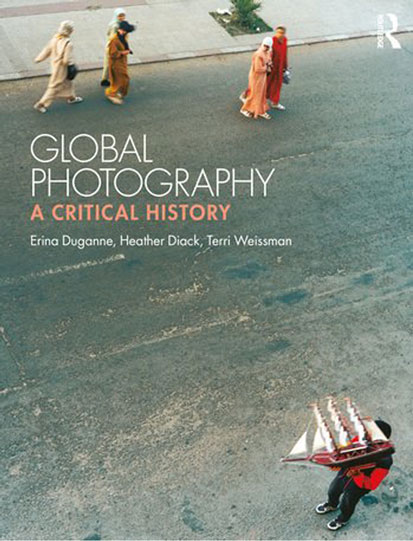 GLOBAL
PHOTOGRAPHY
A CRITICAL HISTORY
Erina Duganne, Heather Diack, Terri Weissman